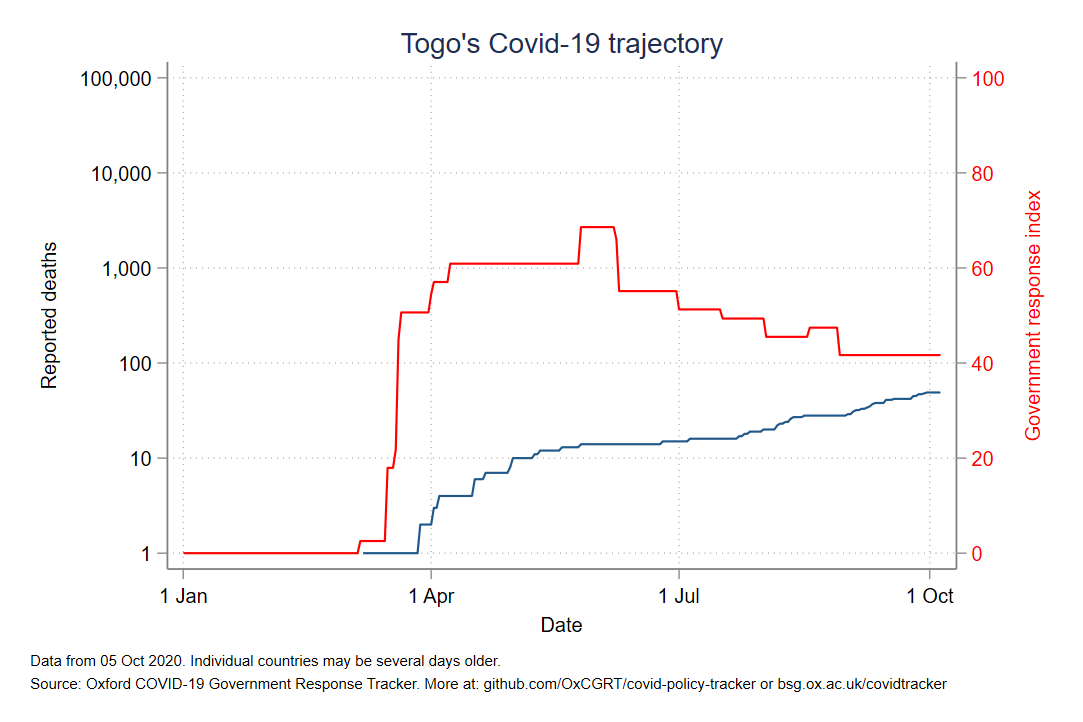 Togo's Covid-19 trajectory
100,000
10,000
1,000
100
10
1
Reported deaths
100
80
60
40
20
0
Government response index
1 Jan
1 Apr
1 Jul
1 Oct
Date
Data from 05 Oct 2020. Individual countries may be several days older.
Source: Oxford COVID-19 Government Response Tracker. More at: github.com/OxCGRT/covid-policy-tracker or bsg.ox.ac.uk/covidtracker